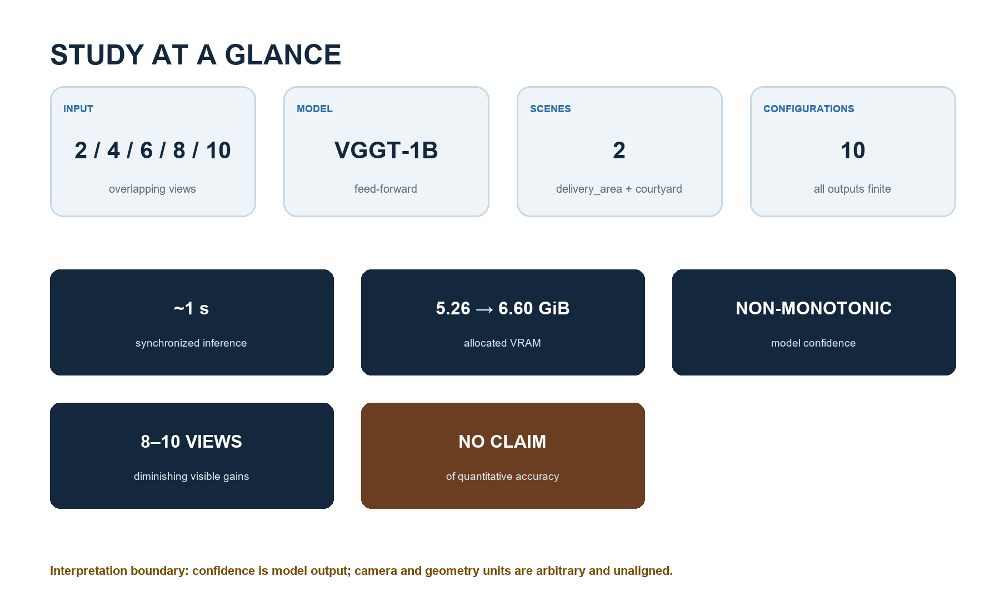 STUDY AT A GLANCE
INPUT
2 / 4 / 6 / 8 / 10
overlapping views
MODEL
VGGT-1B
feed-forward
SCENES
2
delivery_area + courtyard
CONFIGURATIONS
10
all outputs finite
~1 s
synchronized inference
5.26 → 6.60 GiB
allocated VRAM
NON-MONOTONIC
model confidence
8–10 VIEWS
diminishing visible gains
NO CLAIM
of quantitative accuracy
Interpretation boundary: confidence is model output; camera and geometry units are arbitrary and unaligned.